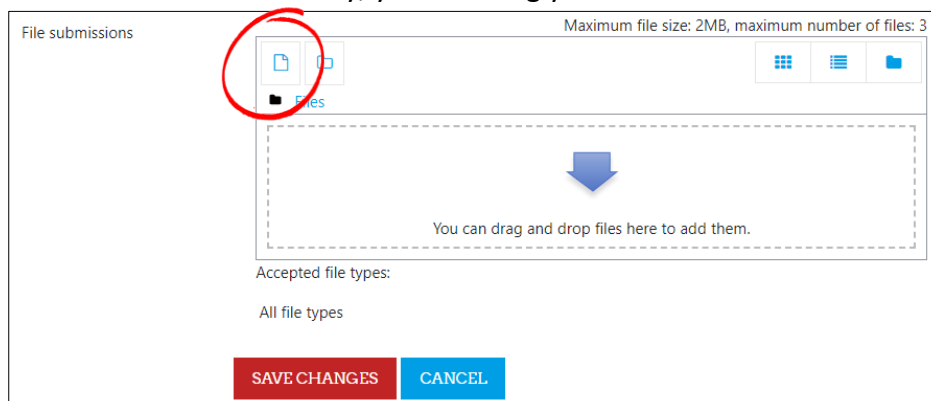 File submissions
Maximum file size: 2MB, maximum number of files: 3
Files
You can drag and drop files here to add them.
Accepted file types:
All file types
SAVE CHANGES
CANCEL